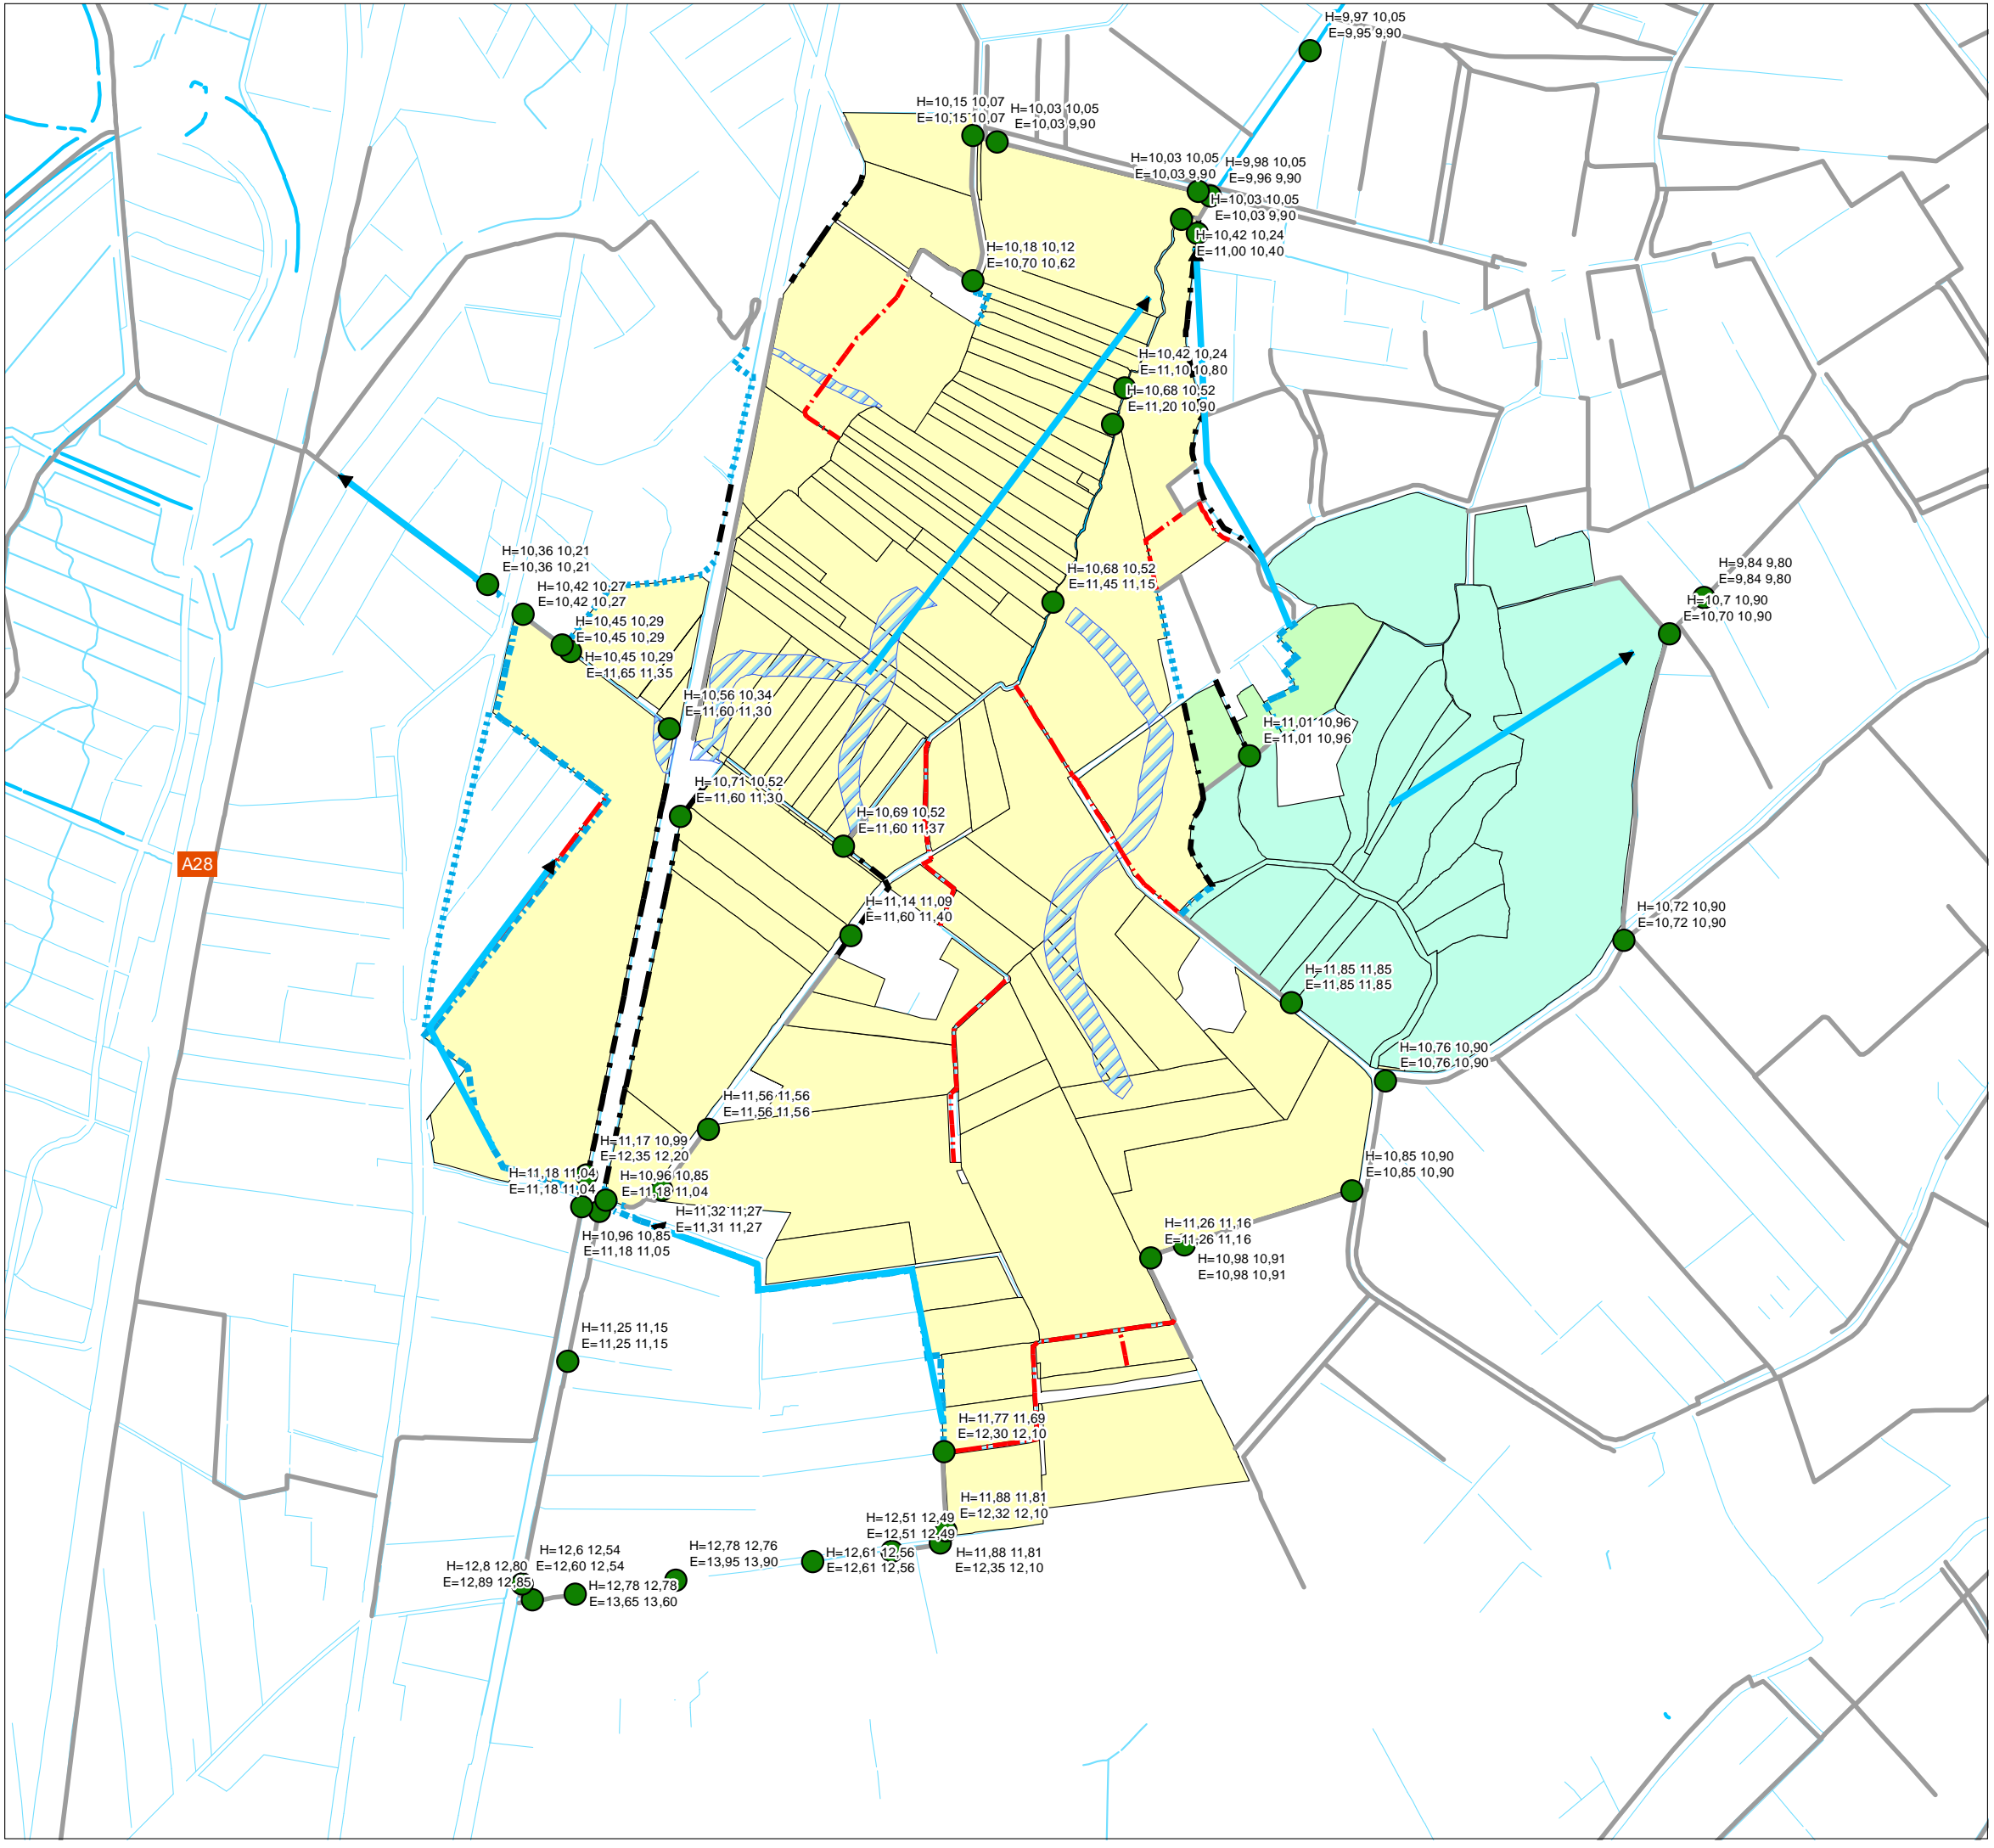 H=9,97 10,05
E=9,95 9,90
H=10,15 10,07
E=10,15 10,07
H=10,03 10,05
E=10,03 9,90
H=10,03 10,05
E=10,03 9,90
H=9,98 10,05
E=9,96 9,90
H=10,03 10,05
E=10,03 9,90
H=10,42 10,24
E=11,00 10,40
H=10,18 10,12
E=10,70 10,62
H=10,42 10,24
E=11,10 10,80
H=10,68 10,52
E=11,20 10,90
H=10,36 10,21
E=10,36 10,21
H=10,42 10,27
E=10,42 10,27
H=10,45 10,29
E=10,45 10,29
H=10,45 10,29
E=11,65 11,35
H=10,68 10,52
E=11,45 11,15
H=9,84 9,80
E=9,84 9,80
H=10,7 10,90
E=10,70 10,90
H=10,56 10,34
E=11,60 11,30
H=11,01 10,96
E=11,01 10,96
H=10,71 10,52
E=11,60 11,30
H=10,69 10,52
E=11,60 11,37
A28
H=11,14 11,09
E=11,60 11,40
H=10,72 10,90
E=10,72 10,90
H=11,85 11,85
E=11,85 11,85
H=10,76 10,90
E=10,76 10,90
H=11,56 11,56
E=11,56 11,56
H=11,17 10,99
E=12,35 12,20
H=11,18 11,04
E=11,18 11,04
H=10,96 10,85
E=11,18 11,04
H=10,85 10,90
E=10,85 10,90
H=11,32 11,27
E=11,31 11,27
H=10,96 10,85
E=11,18 11,05
H=11,26 11,16
E=11,26 11,16
H=10,98 10,91
E=10,98 10,91
H=11,25 11,15
E=11,25 11,15
H=11,77 11,69
E=12,30 12,10
H=11,88 11,81
E=12,32 12,10
H=12,51 12,49
E=12,51 12,49
H=11,88 11,81
E=12,35 12,10
H=12,61 12,56
E=12,61 12,56
H=12,78 12,76
E=13,95 13,90
H=12,6 12,54
E=12,60 12,54
H=12,8 12,80
E=12,89 12,85
H=12,78 12,78
E=13,65 13,60